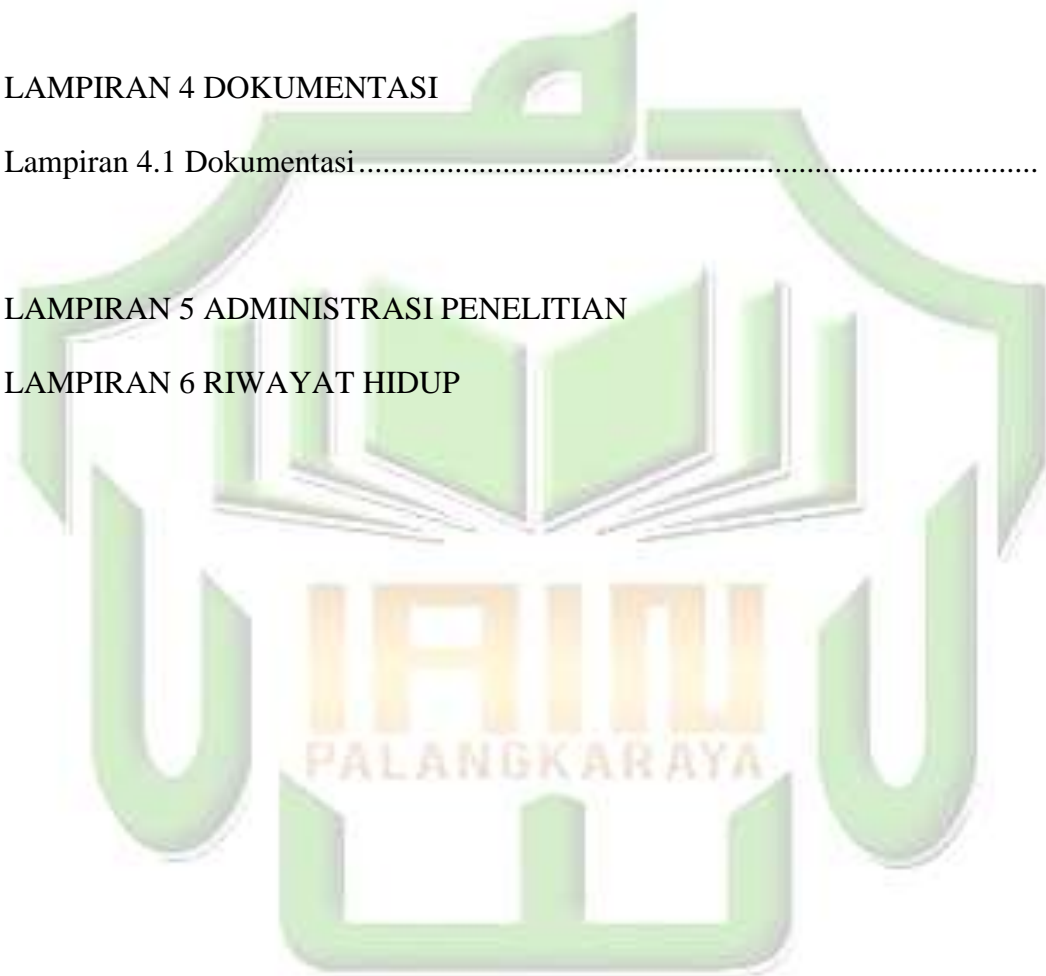 LAMPIRAN 4 DOKUMENTASI
Lampiran 4.1 Dokumentasi....................................................................................
LAMPIRAN 5 ADMINISTRASI PENELITIAN
LAMPIRAN 6 RIWAYAT HIDUP
IAIN
PALANGKARAYA